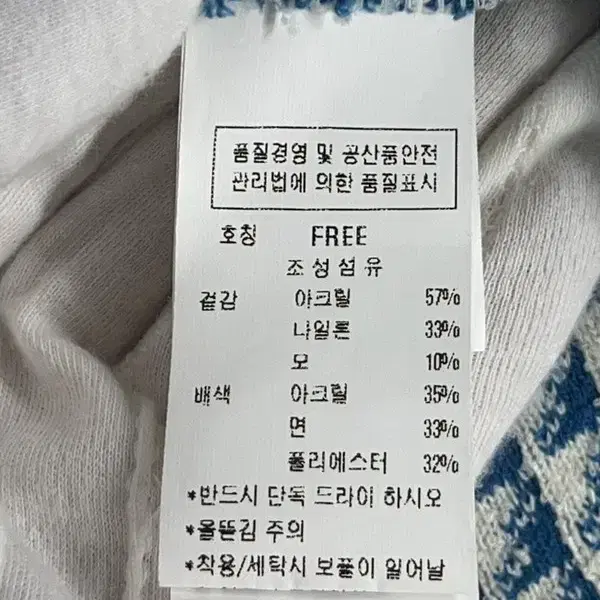 품질경영 및 공산품안전
관리법에 의한 품질표시
호칭 FREE
조성섬유
겉감 아크릴 57%
나일론 33%
모 10%
배색 아크릴 35%
면 33%
폴리에스터 32%
*반드시 단독 드라이 하시오
*올뜯김 주의
*착용/세탁시 보풀이 일어날